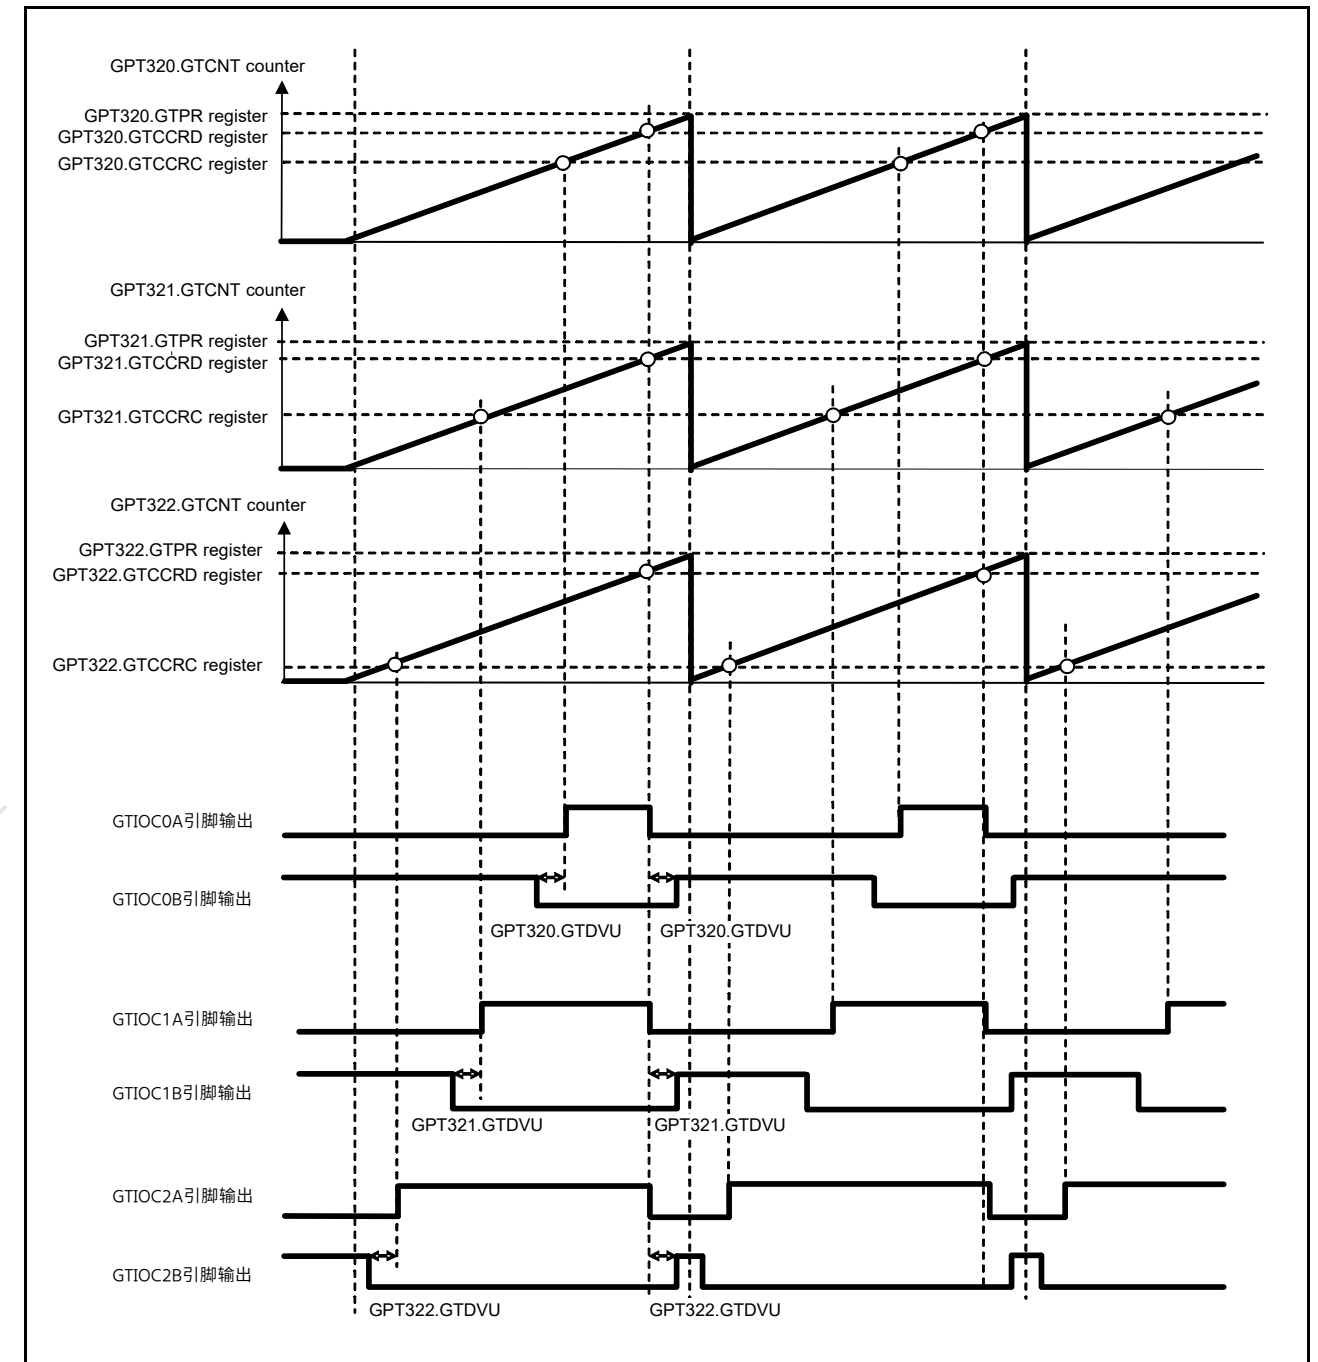 GPT320.GTCNT counter
GPT320.GTPR register
GPT320.GTCCRD register
GPT320.GTCCRC register
GPT321.GTCNT counter
GPT321.GTPR register
GPT321.GTCCRD register
GPT321.GTCCRC register
GPT322.GTCNT counter
GPT322.GTPR register
GPT322.GTCCRD register
GPT322.GTCCRC register
GTIOC0A引脚输出
GTIOC0B引脚输出
GPT320.GTDVU GPT320.GTDVU
GTIOC1A引脚输出
GTIOC1B引脚输出
GPT321.GTDVU GPT321.GTDVU
GTIOC2A引脚输出
GTIOC2B引脚输出
GPT322.GTDVU GPT322.GTDVU